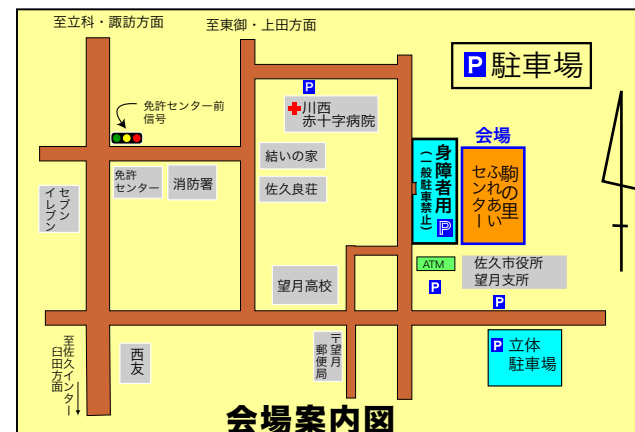 至立科・諏訪方面
至東御・上田方面
P 駐車場
免許センター前
信号
P
川西
赤十字病院
会場
駒の里
ふれあい
センター
身障者用
(一般駐車禁止)
P
結いの家
免許
センター
消防署
佐久良荘
セブン
イレブン
ATM
P
佐久市役所
望月支所
P
望月高校
至佐久インター
臼田方面
西友
〒望月
郵便局
P 立体
駐車場
会場案内図